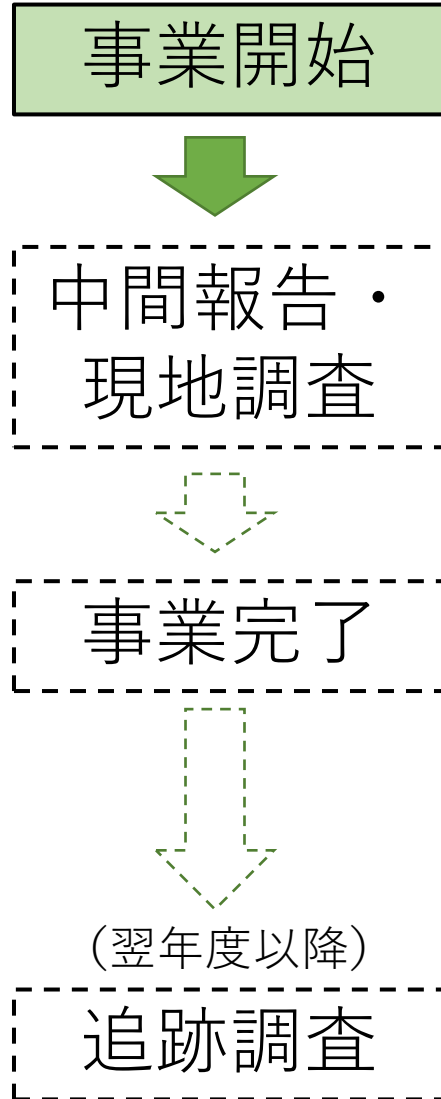 事業開始
中間報告・
現地調査
事業完了
（翌年度以降）
追跡調査